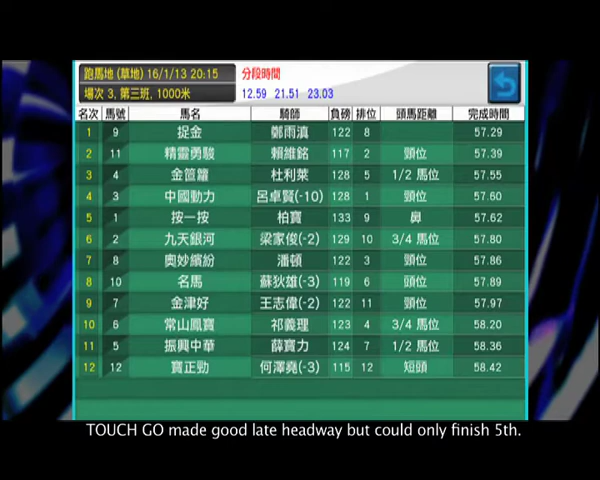 跑馬地 (草地) 16/1/13 20:15
場次 3, 第三班, 1000米
分段時間
12.59 21.51 23.03
名次 馬號 馬名 騎師 負磅 排位 頭馬距離 完成時間
1 9 捉金 鄭雨滇 122 8 57.29
2 11 精靈勇駿 賴維銘 117 2 頸位 57.39
3 4 金箇籮 杜利萊 128 5 1/2 馬位 57.55
4 3 中國動力 呂卓賢(-10) 128 1 頸位 57.60
5 1 按一按 柏寶 133 9 鼻 57.62
6 2 九天銀河 梁家俊(-2) 129 10 3/4 馬位 57.80
7 8 奧妙繽紛 潘頓 122 3 頸位 57.86
8 10 名馬 蘇狄雄(-3) 119 6 頸位 57.89
9 7 金津好 王志偉(-2) 122 11 頸位 57.97
10 6 常山鳳寶 祁義理 123 4 3/4 馬位 58.20
11 5 振興中華 薛寶力 124 7 1/2 馬位 58.36
12 12 寶正勁 何澤堯(-3) 115 12 短頭 58.42
TOUCH GO made good late headway but could only finish 5th.